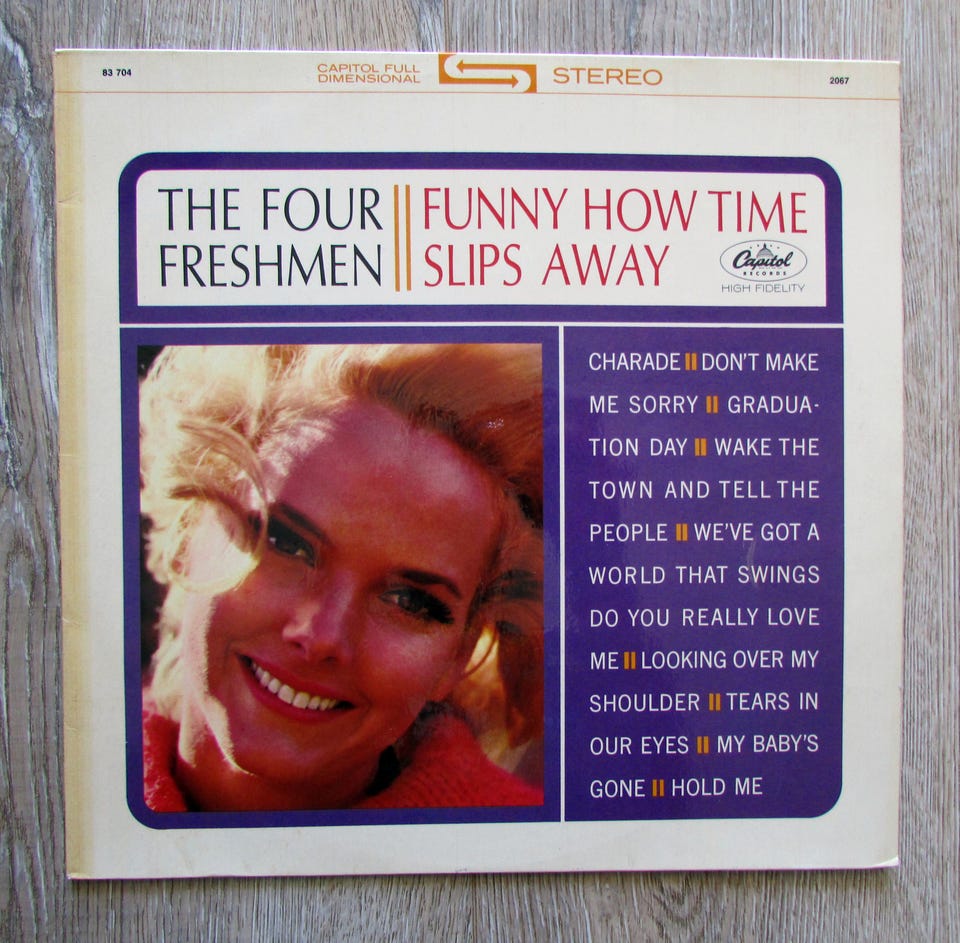 83 704
CAPITOL FULL
DIMENSIONAL
STEREO
2067
THE FOUR
FRESHMEN
FUNNY HOW TIME
SLIPS AWAY
Capitol
RECORDS
HIGH FIDELITY
CHARADE || DON'T MAKE
ME SORRY || GRADUA-
TION DAY || WAKE THE
TOWN AND TELL THE
PEOPLE || WE'VE GOT A
WORLD THAT SWINGS
DO YOU REALLY LOVE
ME || LOOKING OVER MY
SHOULDER || TEARS IN
OUR EYES || MY BABY'S
GONE || HOLD ME